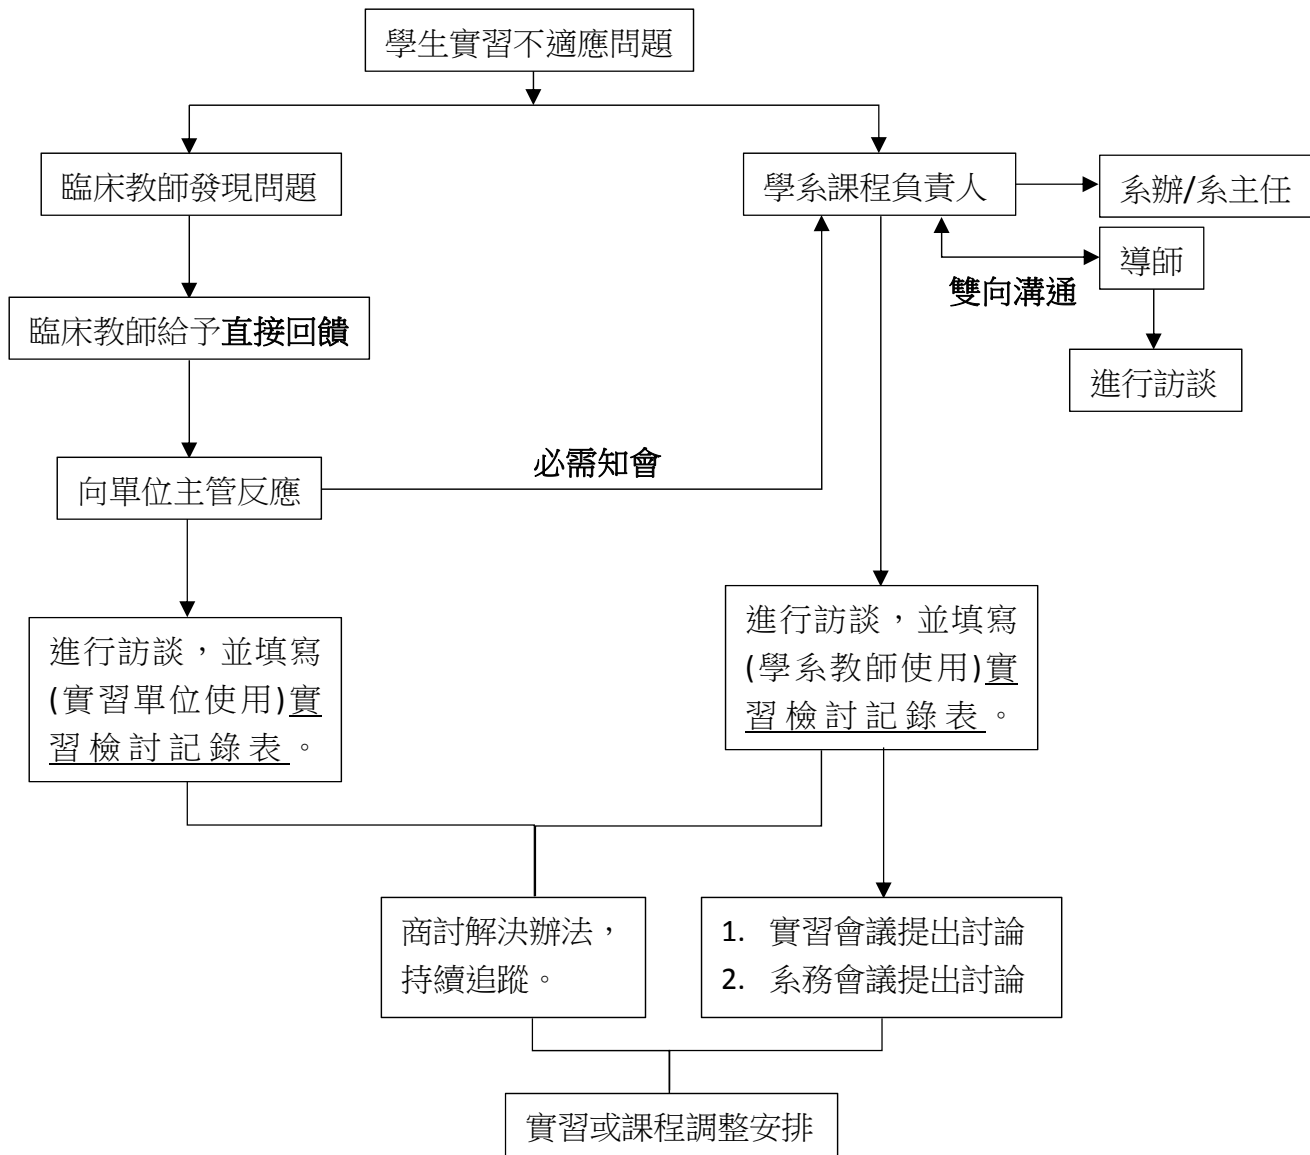 學生實習不適應問題
臨床教師發現問題
學系課程負責人
系辦/系主任
導師
雙向溝通
臨床教師給予直接回饋
進行訪談
必需知會
向單位主管反應
進行訪談，並填寫
(實習單位使用)實
習檢討記錄表。
進行訪談，並填寫
(學系教師使用)實
習檢討記錄表。
商討解決辦法，
持續追蹤。
1. 實習會議提出討論
2. 系務會議提出討論
實習或課程調整安排